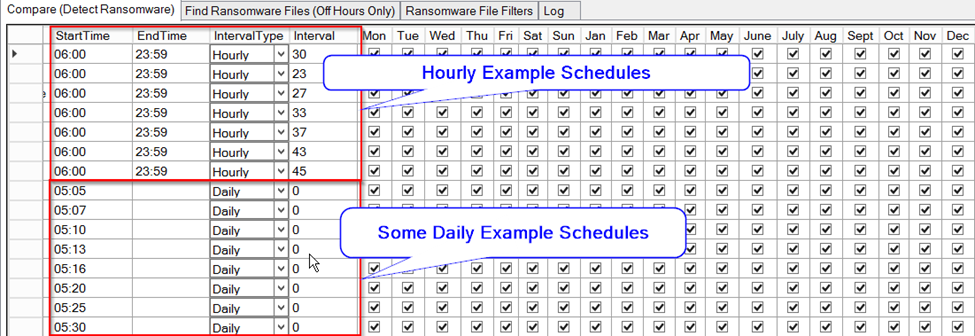 Compare (Detect Ransomware) Find Ransomware Files (Off Hours Only) Ransomware File Filters Log
StartTime EndTime IntervalType Interval Mon Tue Wed Thu Fri Sat Sun Jan Feb Mar Apr May June July Aug Sept Oct Nov Dec
06:00 23:59 Hourly 30
06:00 23:59 Hourly 23
Hourly Example Schedules
06:00 23:59 Hourly 27
06:00 23:59 Hourly 33
06:00 23:59 Hourly 37
06:00 23:59 Hourly 43
06:00 23:59 Hourly 45
05:05 Daily 0
05:07 Daily 0
05:10 Daily 0
Some Daily Example Schedules
05:13 Daily 0
05:16 Daily 0
05:20 Daily 0
05:25 Daily 0
05:30 Daily 0